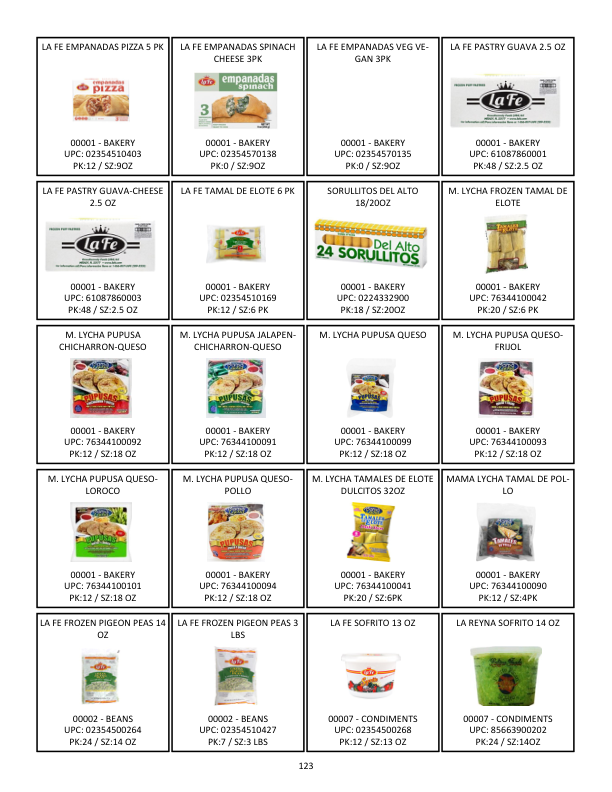 LA FE EMPANADAS PIZZA 5 PK
empanadas
pizza
00001 - BAKERY
UPC: 02354510403
PK:12 / SZ:9OZ
LA FE EMPANADAS SPINACH
CHEESE 3PK
LaFe
empanadas
spinach
3
00001 - BAKERY
UPC: 02354570138
PK:0 / SZ:9OZ
LA FE EMPANADAS VEG VE-
GAN 3PK
00001 - BAKERY
UPC: 02354570135
PK:0 / SZ:9OZ
LA FE PASTRY GUAVA 2.5 OZ
LaFe
00001 - BAKERY
UPC: 61087860001
PK:48 / SZ:2.5 OZ
LA FE PASTRY GUAVA-CHEESE
2.5 OZ
LaFe
00001 - BAKERY
UPC: 61087860003
PK:48 / SZ:2.5 OZ
LA FE TAMAL DE ELOTE 6 PK
00001 - BAKERY
UPC: 02354510169
PK:12 / SZ:6 PK
SORULLITOS DEL ALTO
18/20OZ
Del Alto
24 SORULLITOS
00001 - BAKERY
UPC: 0224332900
PK:18 / SZ:20OZ
M. LYCHA FROZEN TAMAL DE
ELOTE
00001 - BAKERY
UPC: 76344100042
PK:20 / SZ:6 PK
M. LYCHA PUPUSA
CHICHARRON-QUESO
PUPUSAS
00001 - BAKERY
UPC: 76344100092
PK:12 / SZ:18 OZ
M. LYCHA PUPUSA JALAPEN-
CHICHARRON-QUESO
PUPUSAS
00001 - BAKERY
UPC: 76344100091
PK:12 / SZ:18 OZ
M. LYCHA PUPUSA QUESO
PUPUSAS
00001 - BAKERY
UPC: 76344100099
PK:12 / SZ:18 OZ
M. LYCHA PUPUSA QUESO-
FRIJOL
PUPUSAS
00001 - BAKERY
UPC: 76344100093
PK:12 / SZ:18 OZ
M. LYCHA PUPUSA QUESO-
LOROCO
PUPUSAS
00001 - BAKERY
UPC: 76344100101
PK:12 / SZ:18 OZ
M. LYCHA PUPUSA QUESO-
POLLO
PUPUSAS
00001 - BAKERY
UPC: 76344100094
PK:12 / SZ:18 OZ
M. LYCHA TAMALES DE ELOTE
DULCITOS 32OZ
TAMALES
00001 - BAKERY
UPC: 76344100041
PK:20 / SZ:6PK
MAMA LYCHA TAMAL DE POL-
LO
TAMALES
00001 - BAKERY
UPC: 76344100090
PK:12 / SZ:4PK
LA FE FROZEN PIGEON PEAS 14
OZ
LaFe
00002 - BEANS
UPC: 02354500264
PK:24 / SZ:14 OZ
LA FE FROZEN PIGEON PEAS 3
LBS
LaFe
00002 - BEANS
UPC: 02354510427
PK:7 / SZ:3 LBS
LA FE SOFRITO 13 OZ
LaFe
00007 - CONDIMENTS
UPC: 02354500268
PK:12 / SZ:13 OZ
LA REYNA SOFRITO 14 OZ
00007 - CONDIMENTS
UPC: 85663900202
PK:24 / SZ:14OZ
123